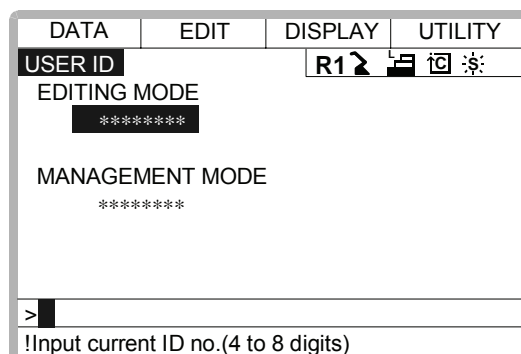 DATA EDIT DISPLAY UTILITY
USER ID R1 C S
EDITING MODE
********
MANAGEMENT MODE
********
>
!Input current ID no.(4 to 8 digits)